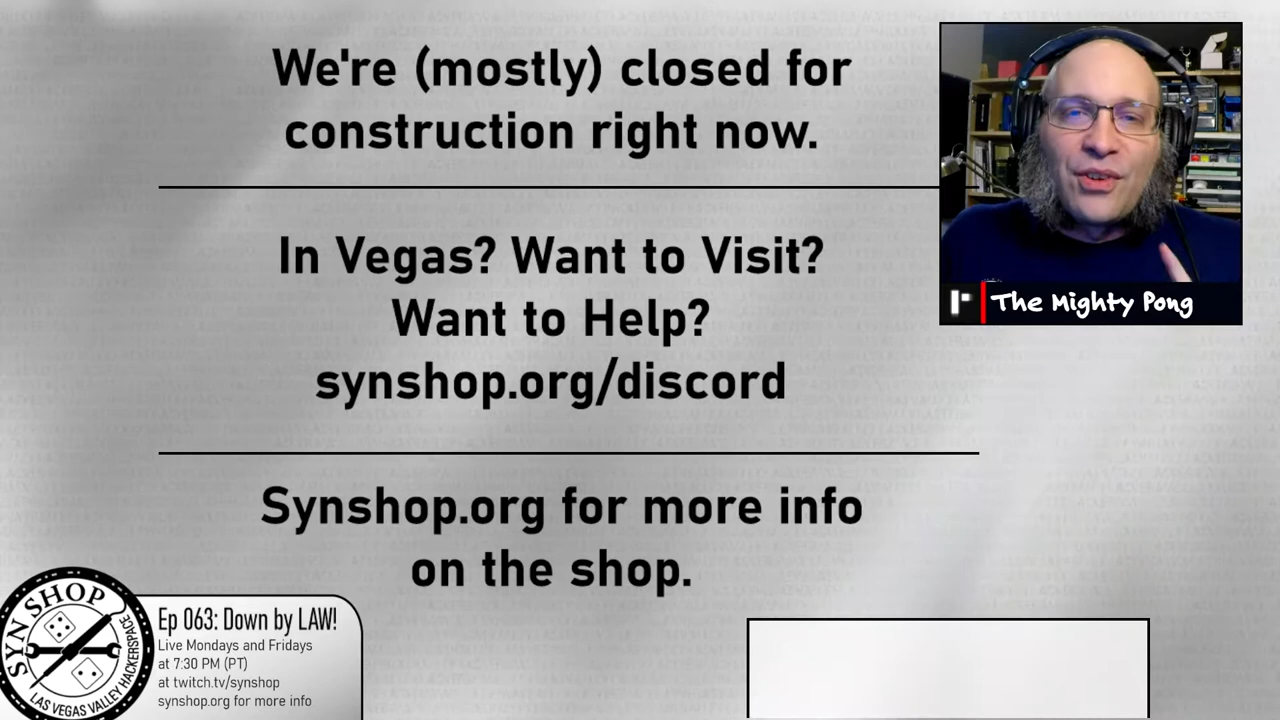 We're (mostly) closed for
construction right now.
In Vegas? Want to Visit?
Want to Help?
synshop.org/discord
Synshop.org for more info
on the shop.
The Mighty Pong
SYN SHOP
LAS VEGAS VALLEY HACKERSPACE
Ep 063: Down by LAW!
Live Mondays and Fridays
at 7:30 PM (PT)
at twitch.tv/synshop
synshop.org for more info